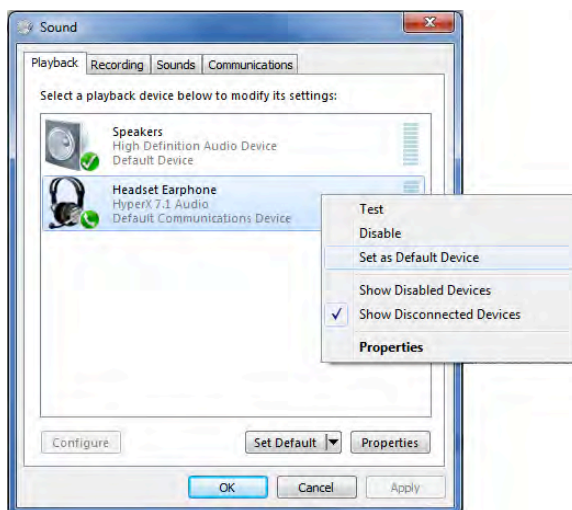 Sound
Playback Recording Sounds Communications
Select a playback device below to modify its settings:
Speakers
High Definition Audio Device
Default Device
Headset Earphone
HyperX 7.1 Audio
Default Communications Device
Test
Disable
Set as Default Device
Show Disabled Devices
Show Disconnected Devices
Properties
Configure Set Default Properties
OK Cancel Apply